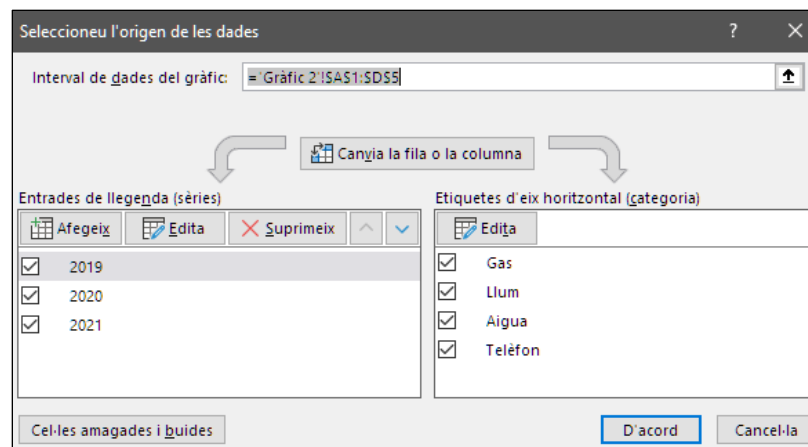 Seleccioneu l'origen de les dades ?
Interval de dades del gràfic: ='Gràfic 2'!$A$1:$D$5
Canvia la fila o la columna
Entrades de llegenda (sèries)
Etiquetes d'eix horitzontal (categoria)
Afegeix Edita Suprimeix
Edita
2019
2020
2021
Gas
Llum
Aigua
Telèfon
Cel·les amagades i buides
D'acord Cancel·la